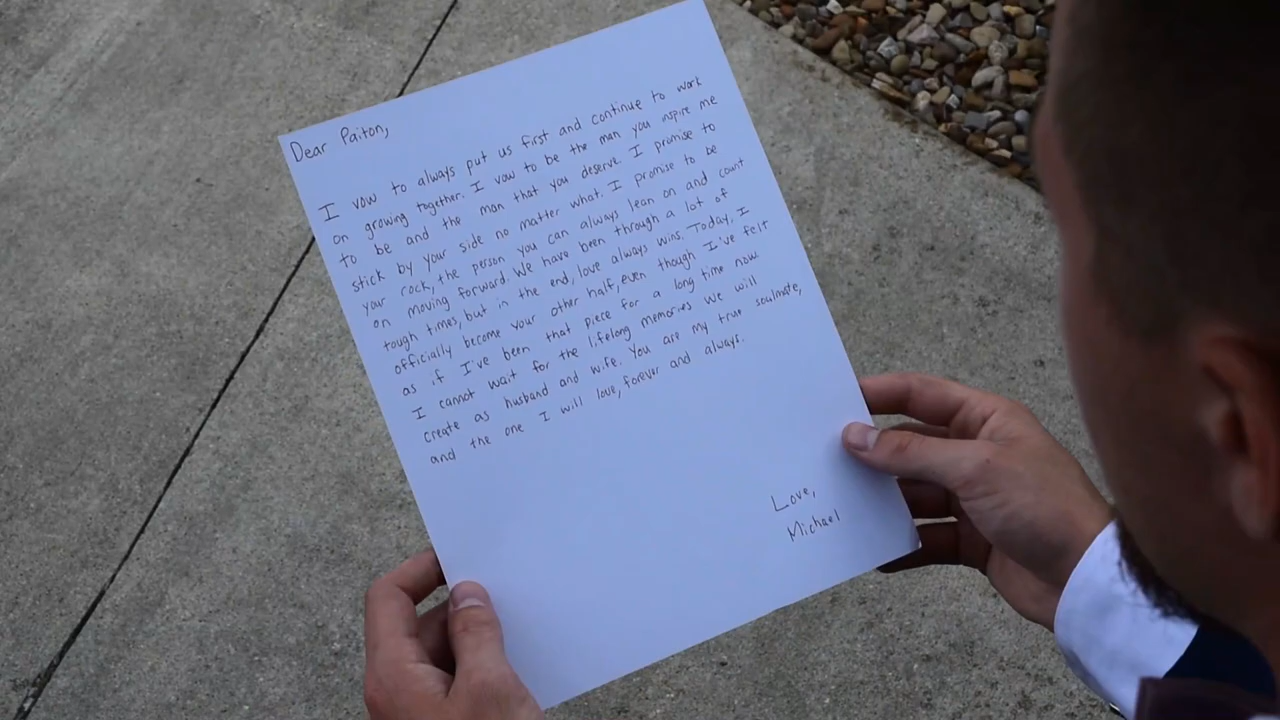 Dear Paiton,
I vow to always put us first and continue to work
on growing together. I vow to be the man you inspire me
to be and the man that you deserve. I promise to
stick by your side no matter what. I promise to be
your rock, the person you can always lean on and count
on moving forward. We have been through a lot of
tough times, but in the end, love always wins. Today, I
officially become your other half, even though I've felt
as if I've been that piece for a long time now
I cannot wait for the lifelong memories we will
create as husband and wife. You are my true soulmate,
and the one I will love, forever and always.
Love,
Michael